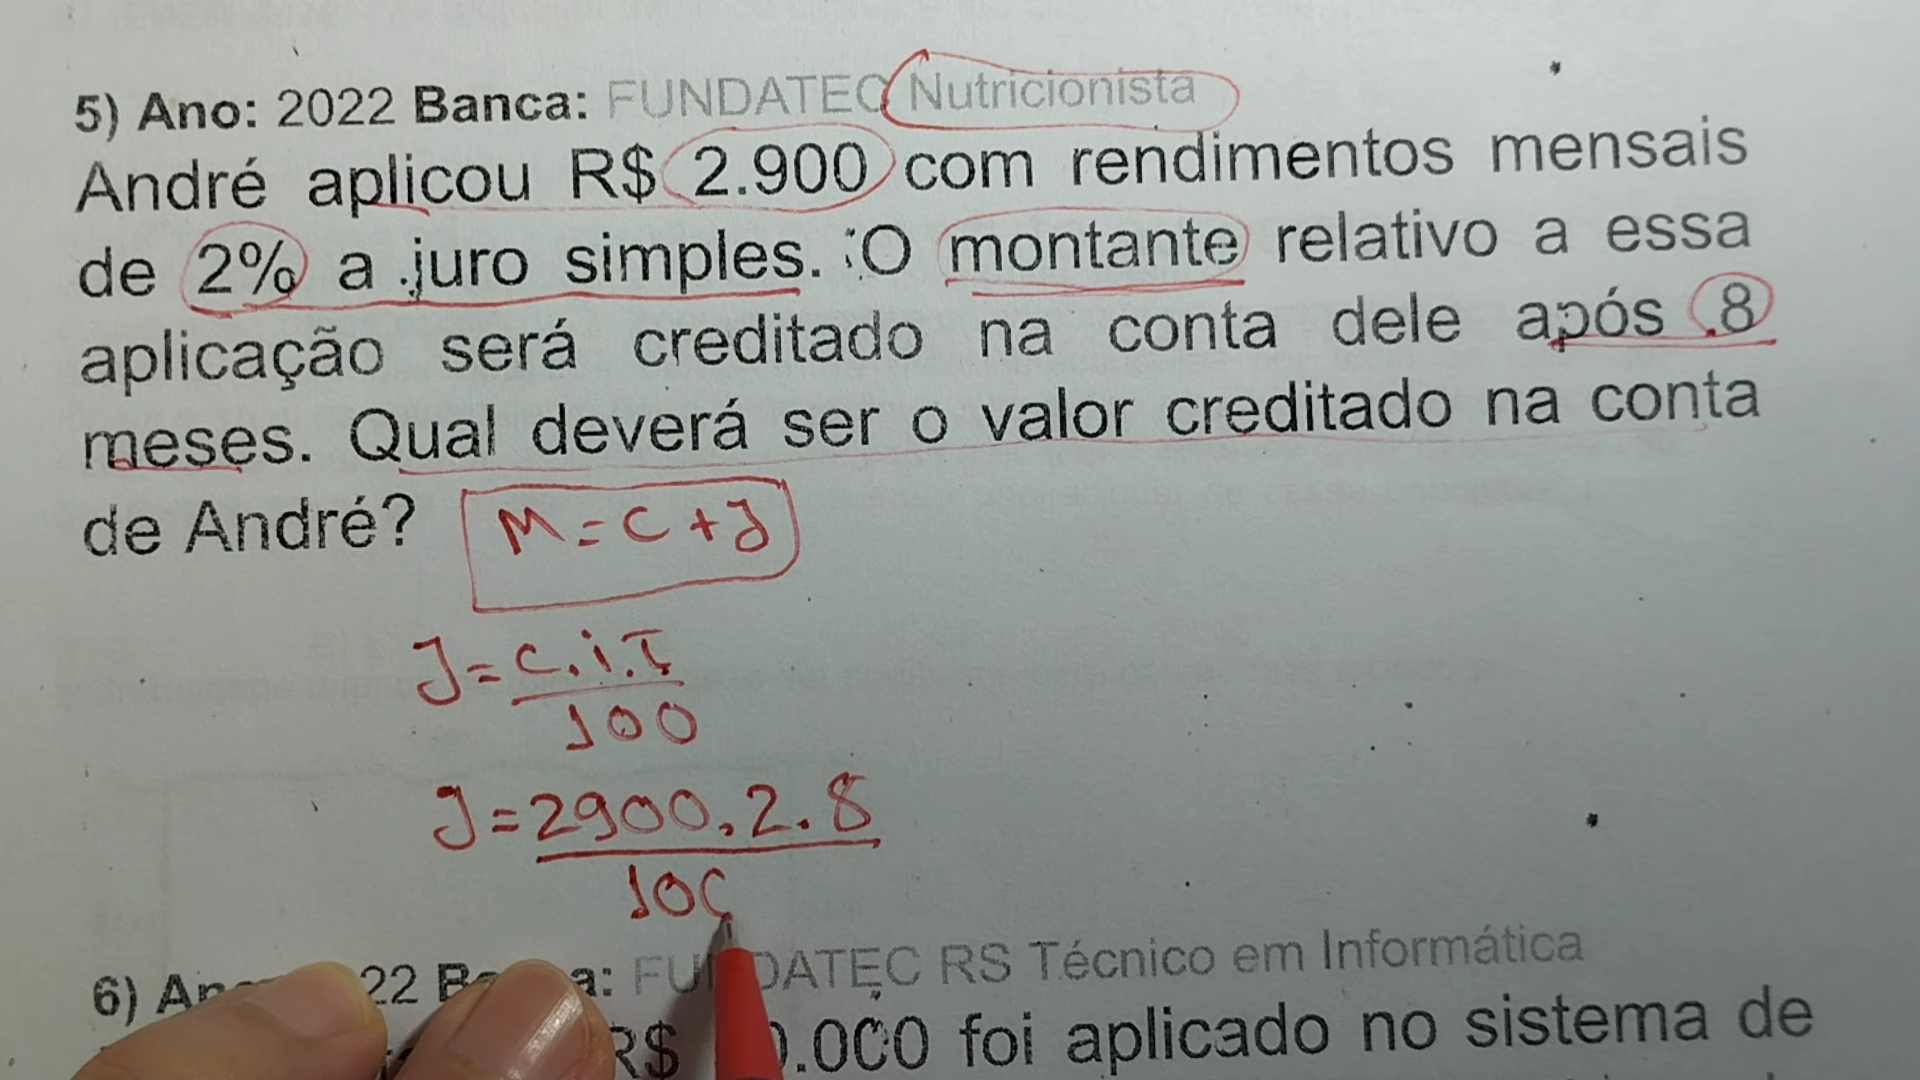 5) Ano: 2022 Banca: FUNDATEC Nutricionista
André aplicou R$ 2.900 com rendimentos mensais
de 2% a juro simples. O montante relativo a essa
aplicação será creditado na conta dele após 8
meses. Qual deverá ser o valor creditado na conta
de André? M = C + J
J = C.i.T
100
J = 2900.2.8
100
6) 22 FUNDATEC RS Técnico em Informática
R$ 0.000 foi aplicado no sistema de